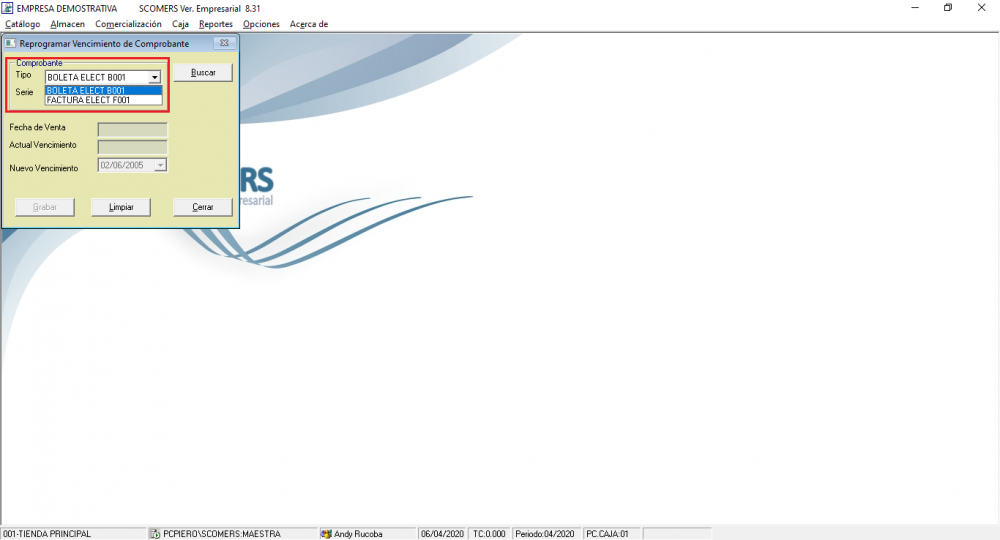 EMPRESA DEMOSTRATIVA SCOMERS Ver. Empresarial 8.31
Catálogo Almacen Comercialización Caja Reportes Opciones Acerca de
Reprogramar Vencimiento de Comprobante
Comprobante
Tipo BOLETA ELECT B001 Buscar
Serie BOLETA ELECT B001
FACTURA ELECT F001
Fecha de Venta
Actual Vencimiento
Nuevo Vencimiento 02/06/2005
RS
resarial
Grabar Limpiar Cerrar
001-TIENDA PRINCIPAL PCPIERO\SCOMERS:MAESTRA Andy Rucoba 06/04/2020 TC:0.000 Periodo:04/2020 PC.CAJA:01